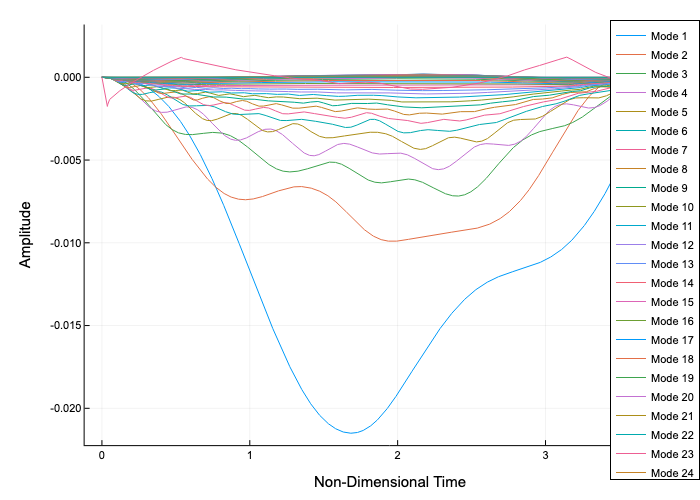 0.000
-0.005
-0.010
-0.015
-0.020
0
1
2
3
Amplitude
Non-Dimensional Time
Mode 1
Mode 2
Mode 3
Mode 4
Mode 5
Mode 6
Mode 7
Mode 8
Mode 9
Mode 10
Mode 11
Mode 12
Mode 13
Mode 14
Mode 15
Mode 16
Mode 17
Mode 18
Mode 19
Mode 20
Mode 21
Mode 22
Mode 23
Mode 24